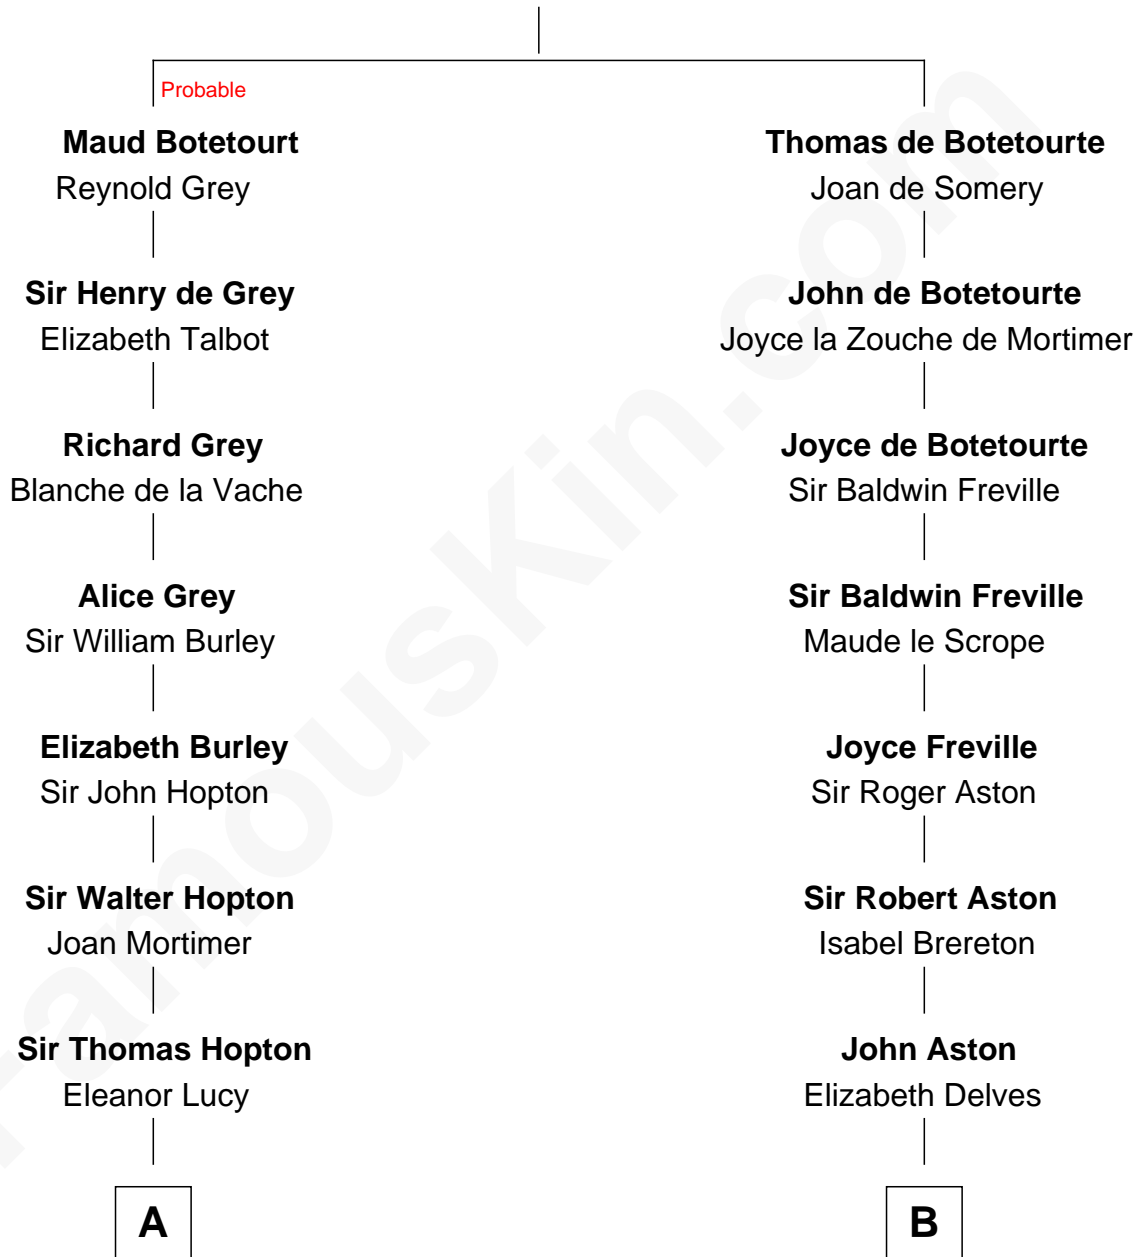 Probable
Maud Botetourt
Reynold Grey
Sir Henry de Grey
Elizabeth Talbot
Richard Grey
Blanche de la Vache
Alice Grey
Sir William Burley
Elizabeth Burley
Sir John Hopton
Sir Walter Hopton
Joan Mortimer
Sir Thomas Hopton
Eleanor Lucy
A
Thomas de Botetourte
Joan de Somery
John de Botetourte
Joyce la Zouche de Mortimer
Joyce de Botetourte
Sir Baldwin Freville
Sir Baldwin Freville
Maude le Scrope
Joyce Freville
Sir Roger Aston
Sir Robert Aston
Isabel Brereton
John Aston
Elizabeth Delves
B
FamousKin.com